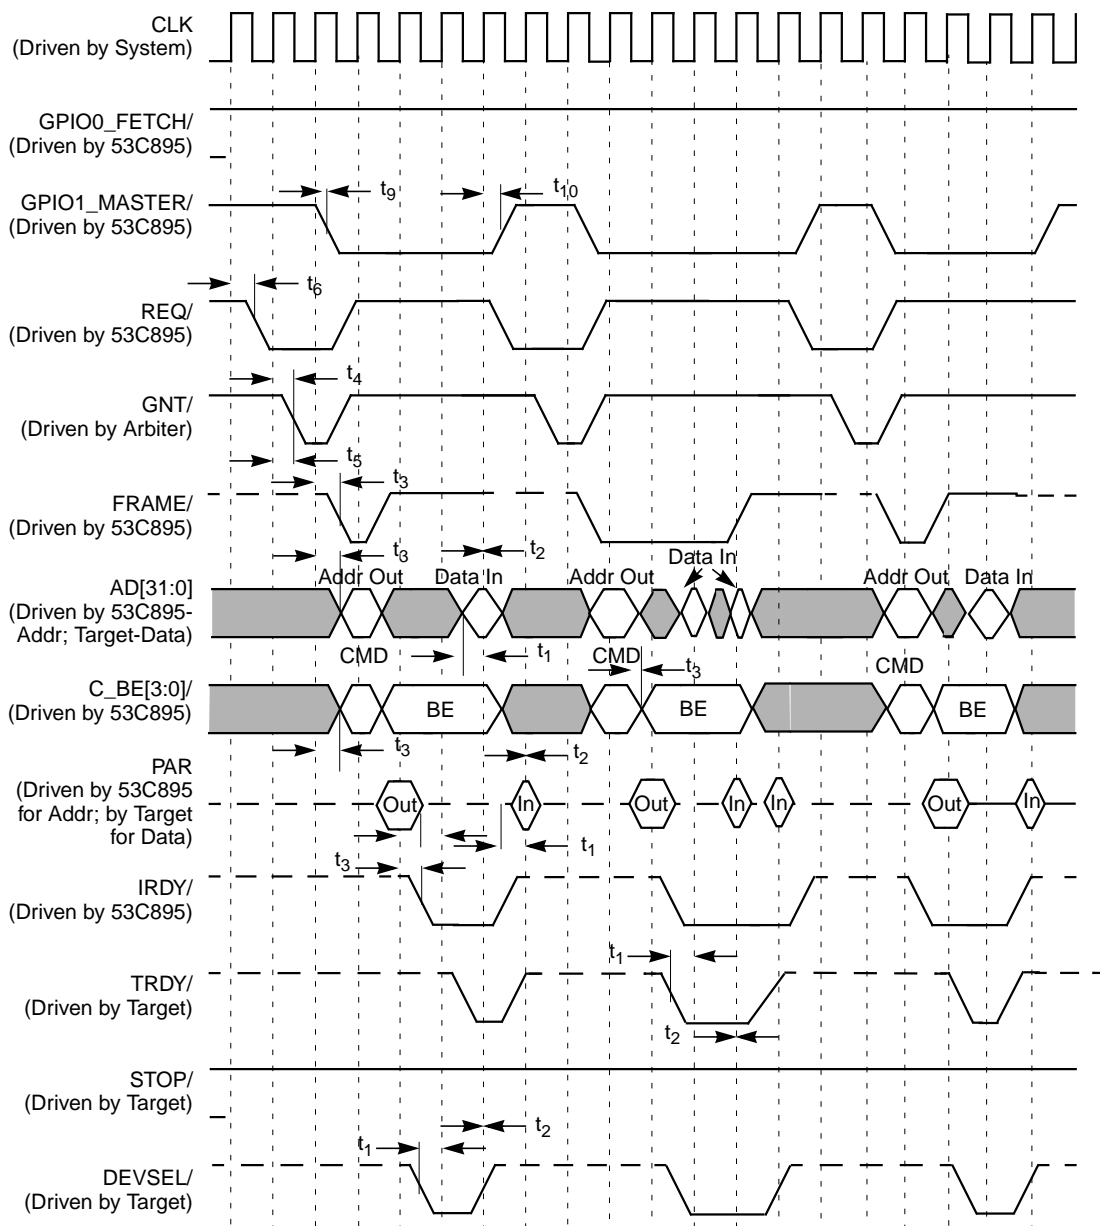 CLK
(Driven by System)
GPIO0_FETCH/
(Driven by 53C895)
t9
t10
GPIO1_MASTER/
(Driven by 53C895)
t6
REQ/
(Driven by 53C895)
t4
GNT/
(Driven by Arbiter)
t5
t3
FRAME/
(Driven by 53C895)
t3
t2
Data In
Addr Out
Data In
Addr Out
Addr Out
Data In
AD[31:0]
(Driven by 53C895-
Addr; Target-Data)
CMD
t1
CMD
t3
CMD
C_BE[3:0]/
(Driven by 53C895)
BE
BE
BE
t3
t2
PAR
(Driven by 53C895
for Addr; by Target
for Data)
Out
In
Out
In
In
Out
In
t1
t3
IRDY/
(Driven by 53C895)
t1
TRDY/
(Driven by Target)
t2
STOP/
(Driven by Target)
t2
t1
DEVSEL/
(Driven by Target)